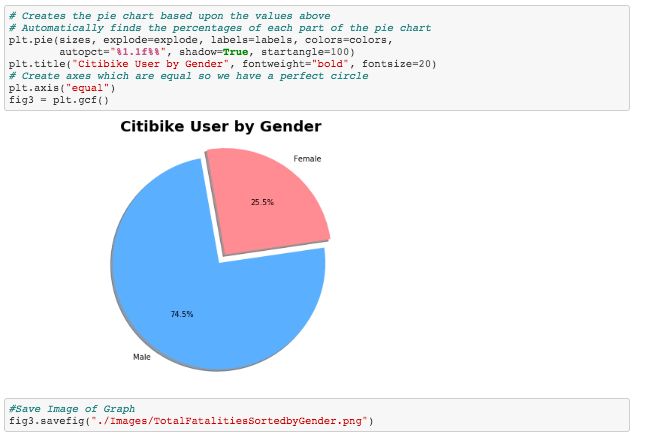 # Creates the pie chart based upon the values above
# Automatically finds the percentages of each part of the pie chart
plt.pie(sizes, explode=explode, labels=labels, colors=colors,
        autopct="%1.1f%%", shadow=True, startangle=100)
plt.title("Citibike User by Gender", fontweight="bold", fontsize=20)
# Create axes which are equal so we have a perfect circle
plt.axis("equal")
fig3 = plt.gcf()
Citibike User by Gender
Female
25.5%
74.5%
Male
#Save Image of Graph
fig3.savefig("./Images/TotalFatalitiesSortedbyGender.png")